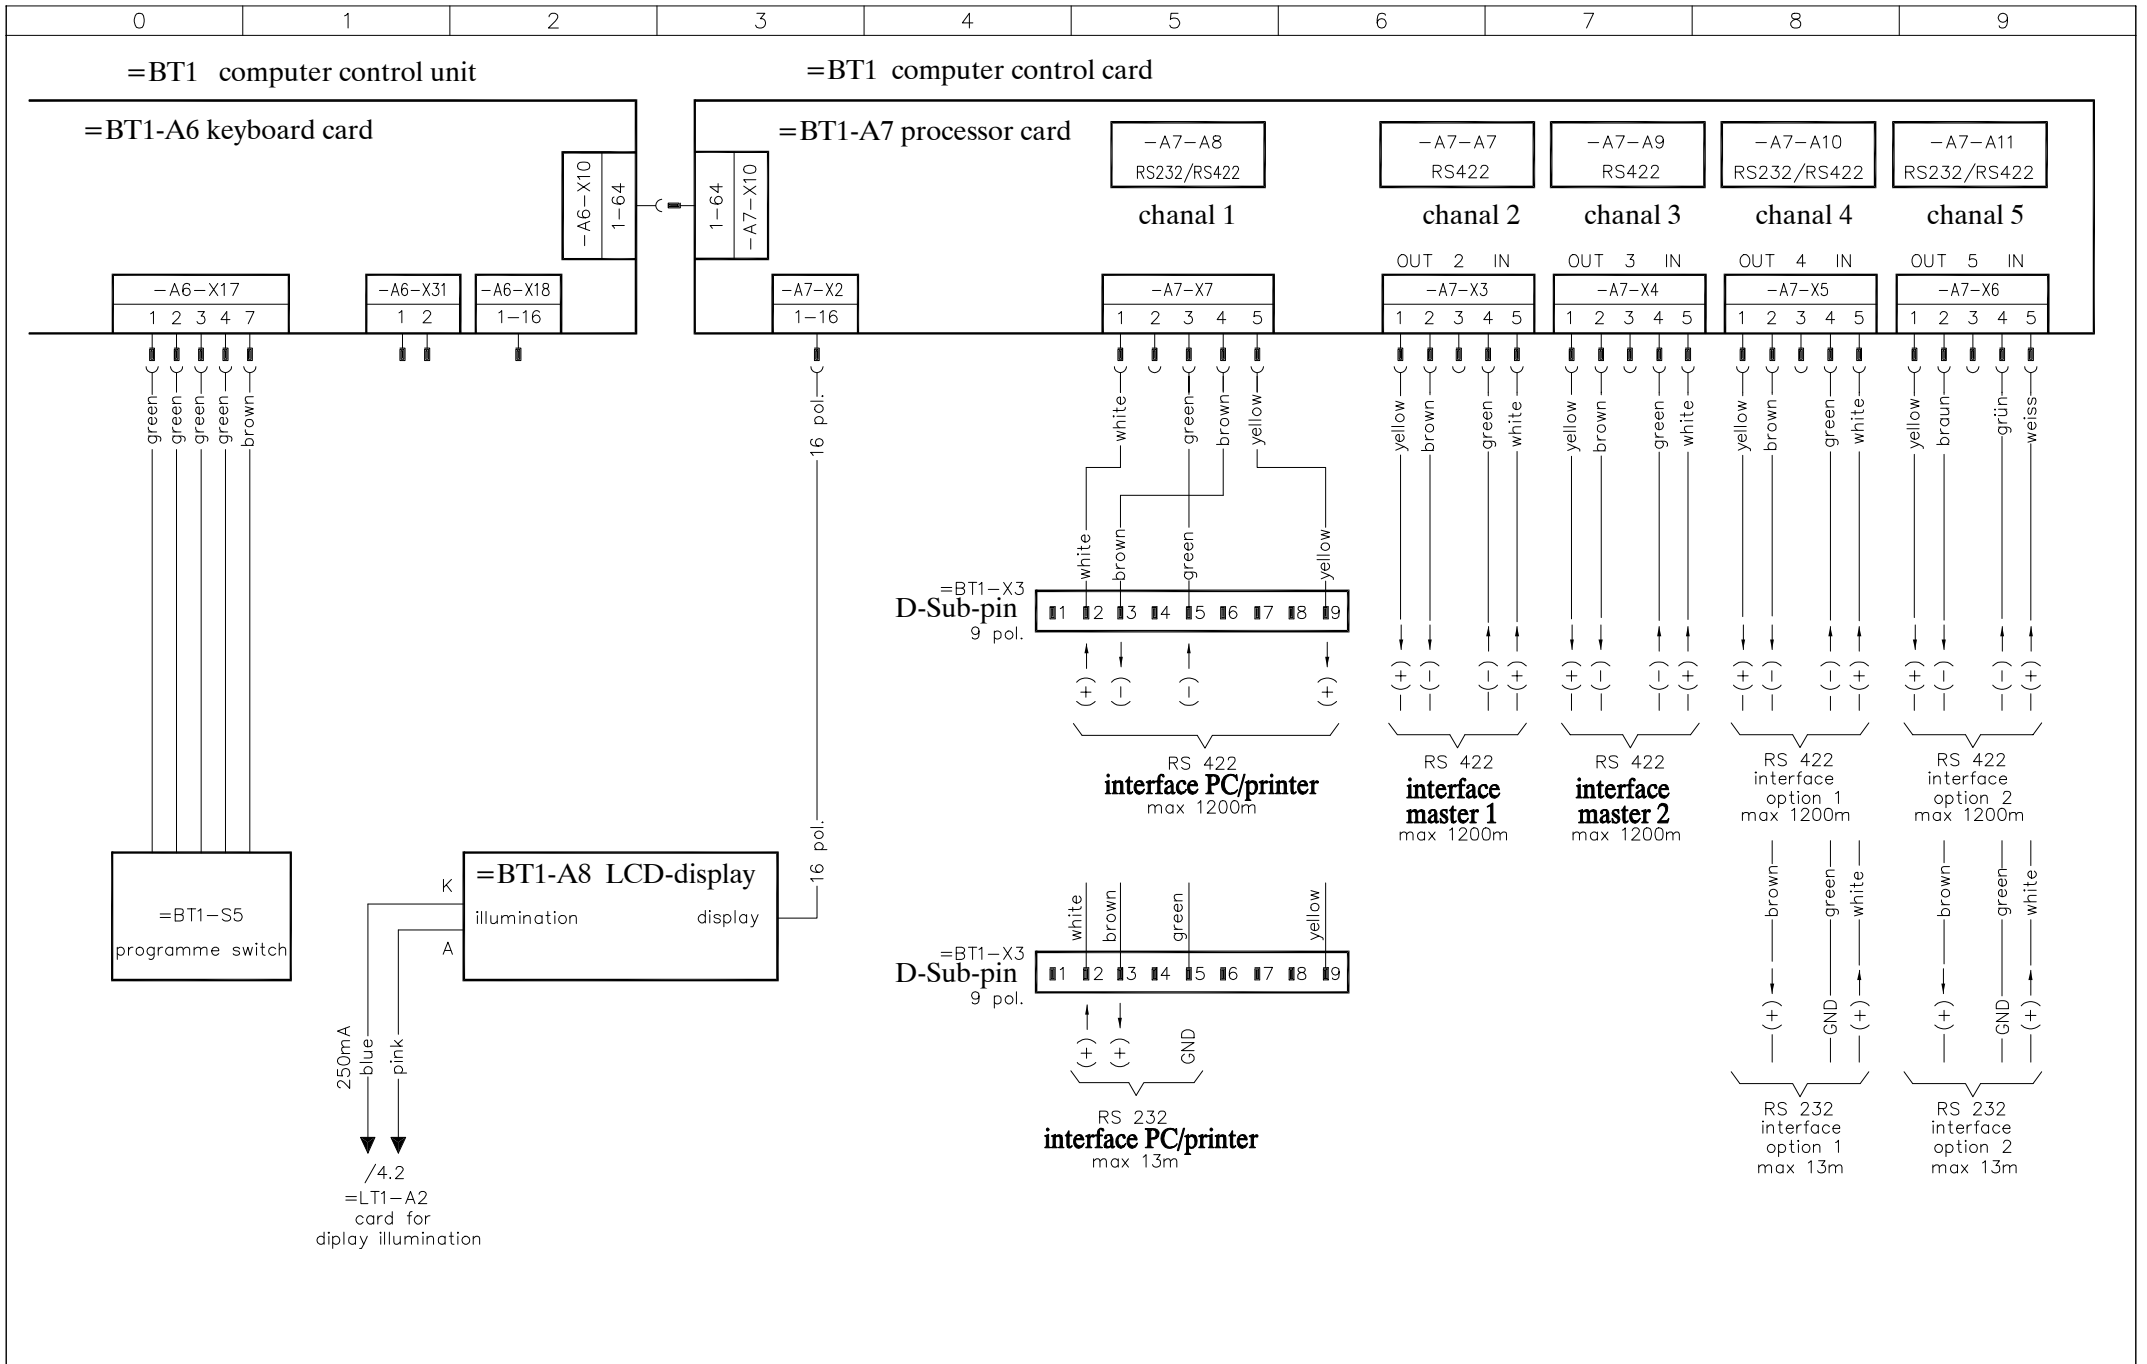 0 1 2 3 4 5 6 7 8 9
=BT1 computer control unit
=BT1 computer control card
=BT1-A6 keyboard card
=BT1-A7 processor card
-A6-X10
1-64
1-64
-A7-X10
-A7-A8
RS232/RS422
chanal 1
-A7-A7
RS422
chanal 2
-A7-A9
RS422
chanal 3
-A7-A10
RS232/RS422
chanal 4
-A7-A11
RS232/RS422
chanal 5
OUT 2 IN
OUT 3 IN
OUT 4 IN
OUT 5 IN
-A6-X17
1 2 3 4 7
-A6-X31
1 2
-A6-X18
1-16
-A7-X2
1-16
-A7-X7
1 2 3 4 5
-A7-X3
1 2 3 4 5
-A7-X4
1 2 3 4 5
-A7-X5
1 2 3 4 5
-A7-X6
1 2 3 4 5
green green green green brown
16 pol.
white green brown yellow
yellow brown green white
yellow brown green white
yellow brown green white
yellow braun grün weiss
white brown green yellow
=BT1-X3
D-Sub-pin
9 pol.
1 2 3 4 5 6 7 8 9
(+) (-) (-) (+)
(+) (-) (-) (+)
(+) (-) (-) (+)
(+) (-) (-) (+)
(+) (-) (-) (+)
RS 422
interface PC/printer
max 1200m
RS 422
interface
master 1
max 1200m
RS 422
interface
master 2
max 1200m
RS 422
interface
option 1
max 1200m
RS 422
interface
option 2
max 1200m
16 pol.
=BT1-S5
programme switch
=BT1-A8 LCD-display
K
illumination display
A
250mA
blue
pink
/4.2
=LT1-A2
card for
diplay illumination
white brown green yellow
=BT1-X3
D-Sub-pin
9 pol.
1 2 3 4 5 6 7 8 9
(+) (+) GND
RS 232
interface PC/printer
max 13m
brown green white
(+) GND (+)
RS 232
interface
option 1
max 13m
brown green white
(+) GND (+)
RS 232
interface
option 2
max 13m